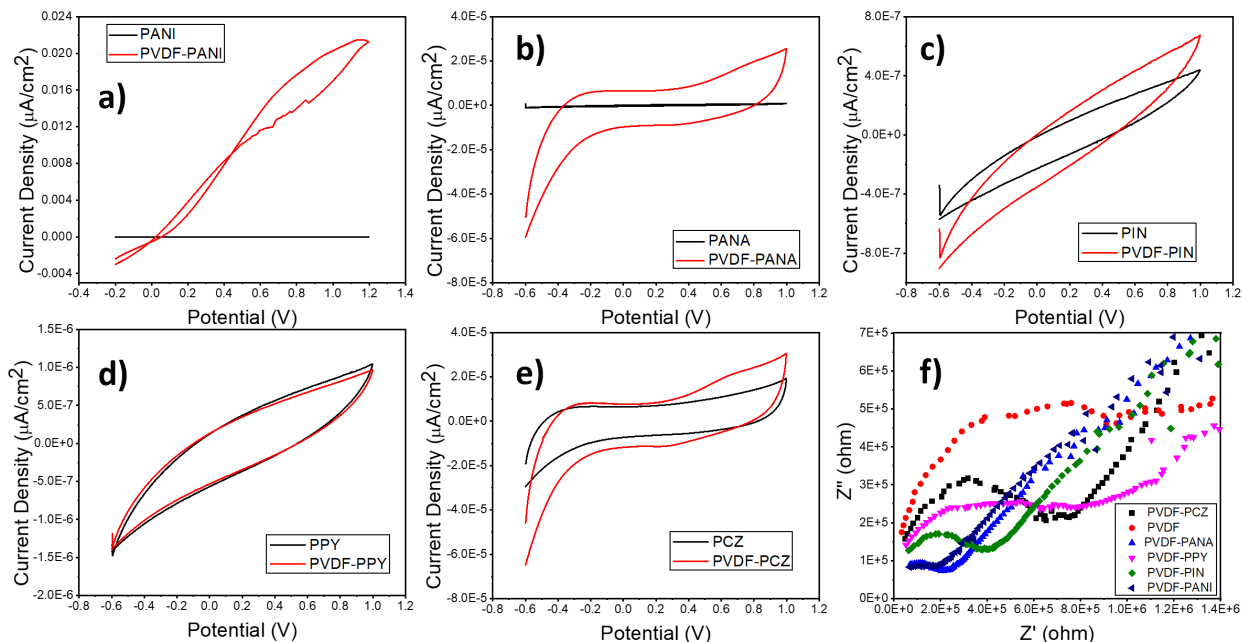 a)
PANI
PVDF-PANI
0.024
0.020
0.016
0.012
0.008
0.004
0.000
-0.004
-0.4 -0.2 0.0 0.2 0.4 0.6 0.8 1.0 1.2 1.4
Current Density (μA/cm2)
Potential (V)
b)
PANA
PVDF-PANA
4.0E-5
2.0E-5
0.0E+0
-2.0E-5
-4.0E-5
-6.0E-5
-8.0E-5
-0.8 -0.6 -0.4 -0.2 0.0 0.2 0.4 0.6 0.8 1.0 1.2
Current Density (μA/cm2)
Potential (V)
c)
PIN
PVDF-PIN
8.0E-7
4.0E-7
0.0E+0
-4.0E-7
-8.0E-7
-0.8 -0.6 -0.4 -0.2 0.0 0.2 0.4 0.6 0.8 1.0 1.2
Current Density (μA/cm2)
Potential (V)
d)
PPY
PVDF-PPY
1.5E-6
1.0E-6
5.0E-7
0.0E+0
-5.0E-7
-1.0E-6
-1.5E-6
-2.0E-6
-0.8 -0.6 -0.4 -0.2 0.0 0.2 0.4 0.6 0.8 1.0 1.2
Current Density (μA/cm2)
Potential (V)
e)
PCZ
PVDF-PCZ
4.0E-5
2.0E-5
0.0E+0
-2.0E-5
-4.0E-5
-6.0E-5
-8.0E-5
-0.8 -0.6 -0.4 -0.2 0.0 0.2 0.4 0.6 0.8 1.0 1.2
Current Density (μA/cm2)
Potential (V)
f)
PVDF-PCZ
PVDF
PVDF-PANA
PVDF-PPY
PVDF-PIN
PVDF-PANI
7E+5
6E+5
5E+5
4E+5
3E+5
2E+5
1E+5
0E+0
0.0E+0 2.0E+5 4.0E+5 6.0E+5 8.0E+5 1.0E+6 1.2E+6 1.4E+6
Z'' (ohm)
Z' (ohm)